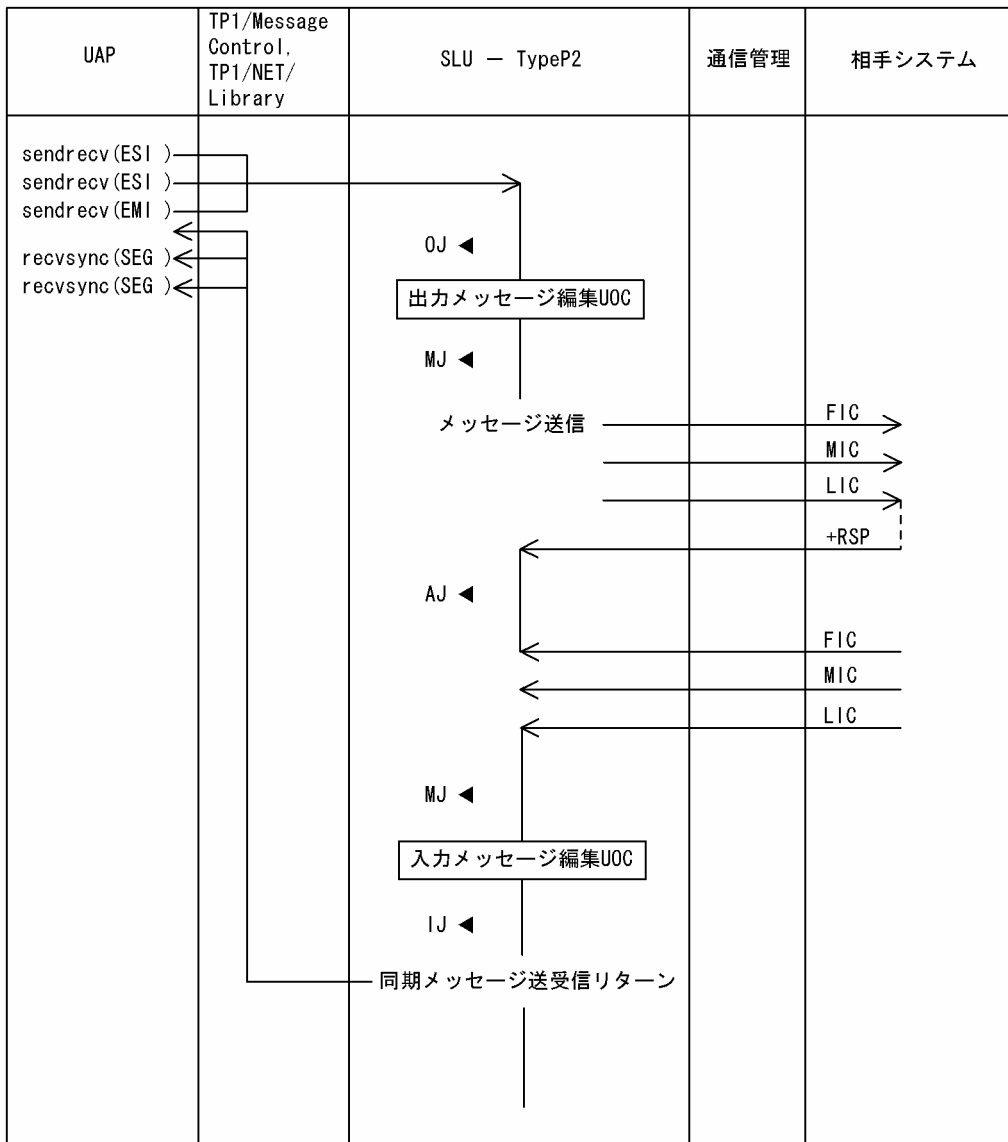 UAP
TP1/Message
Control,
TP1/NET/
Library
SLU － TypeP2
通信管理
相手システム
sendrecv(ESI )
sendrecv(ESI )
sendrecv(EMI )
recvsync(SEG )
recvsync(SEG )
OJ
出力メッセージ編集UOC
MJ
メッセージ送信
FIC
MIC
LIC
+RSP
AJ
FIC
MIC
LIC
MJ
入力メッセージ編集UOC
IJ
同期メッセージ送受信リターン